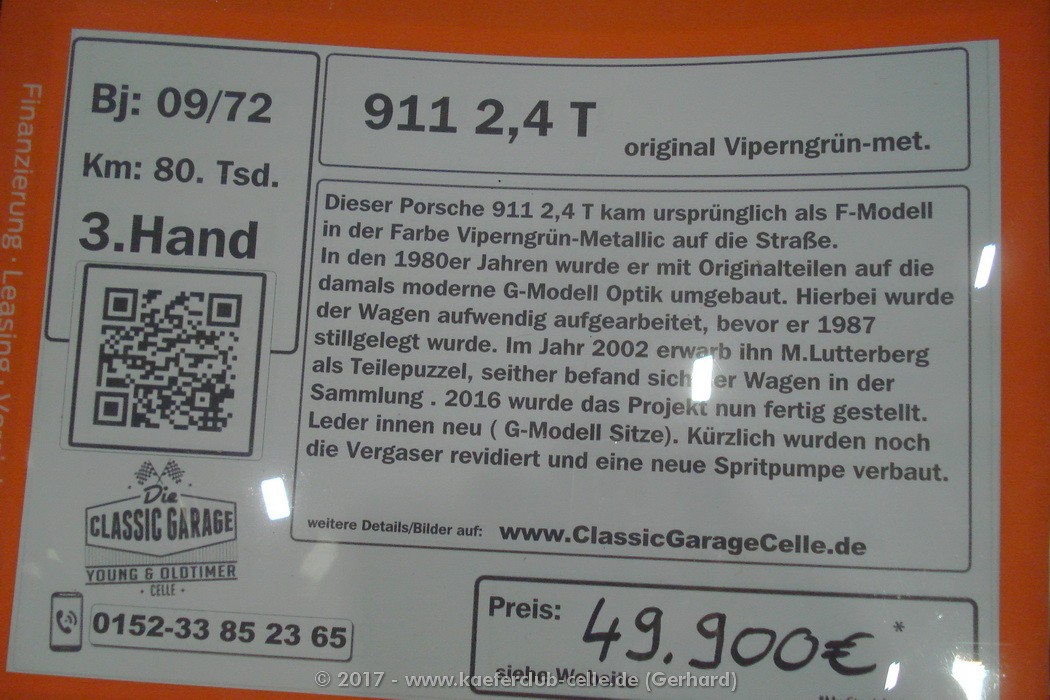 Finanzierung · Leasing ·
Bj: 09/72
Km: 80. Tsd.
3.Hand
911 2,4 T
original Viperngrün-met.
Dieser Porsche 911 2,4 T kam ursprünglich als F-Modell
in der Farbe Viperngrün-Metallic auf die Straße.
In den 1980er Jahren wurde er mit Originalteilen auf die
damals moderne G-Modell Optik umgebaut. Hierbei wurde
der Wagen aufwendig aufgearbeitet, bevor er 1987
stillgelegt wurde. Im Jahr 2002 erwarb ihn M.Lutterberg
als Teilepuzzel, seither befand sich der Wagen in der
Sammlung . 2016 wurde das Projekt nun fertig gestellt.
Leder innen neu ( G-Modell Sitze). Kürzlich wurden noch
die Vergaser revidiert und eine neue Spritpumpe verbaut.
weitere Details/Bilder auf: www.ClassicGarageCelle.de
Die
CLASSIC GARAGE
YOUNG & OLDTIMER
· CELLE ·
0152-33 85 23 65
Preis: 49.900€ *
siehe
© 2017 - www.kaeferclub-celle.de (Gerhard)